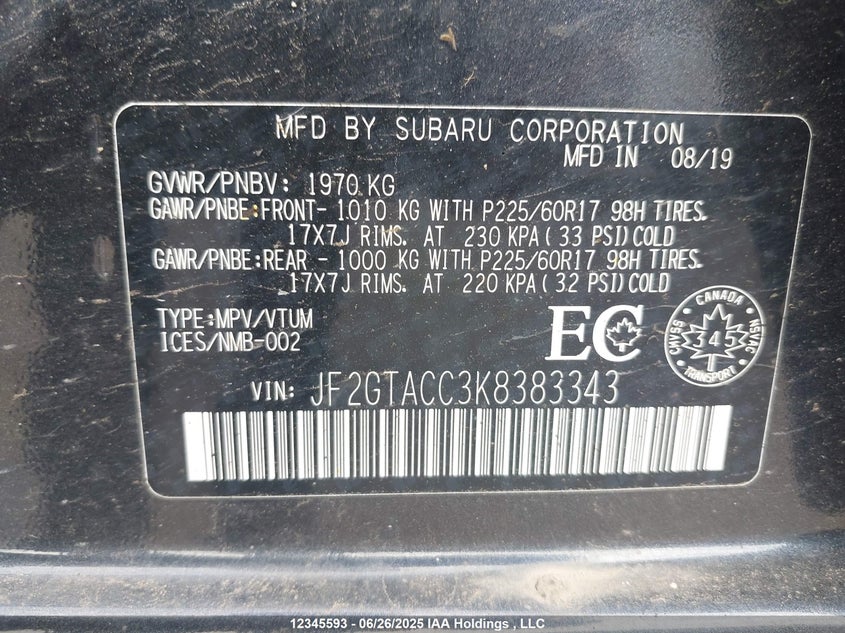 MFD BY SUBARU CORPORATION
MFD IN 08/19
GVWR/PNBV: 1970 KG
GAWR/PNBE:FRONT- 1010 KG WITH P225/60R17 98H TIRES.
17X7J RIMS. AT 230 KPA ( 33 PSI) COLD
GAWR/PNBE:REAR - 1000 KG WITH P225/60R17 98H TIRES.
17X7J RIMS. AT 220 KPA ( 32 PSI) COLD
TYPE:MPV/VTUM
ICES/NMB-002
EC
CANADA
CMVSS
345
NSVAC
TRANSPORT
VIN: JF2GTACC3K8383343
12345593 - 06/26/2025 IAA Holdings , LLC